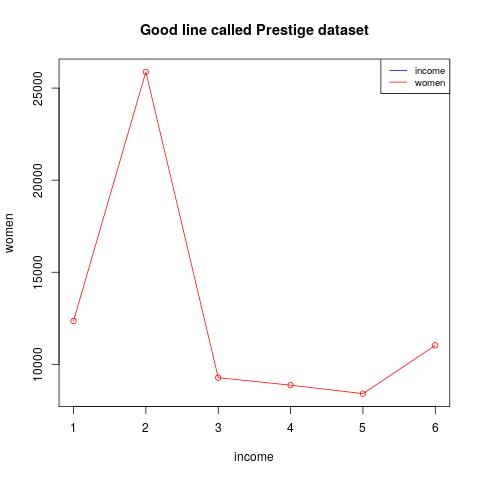 Good line called Prestige dataset
income
women
women
25000
20000
15000
10000
1 2 3 4 5 6
income